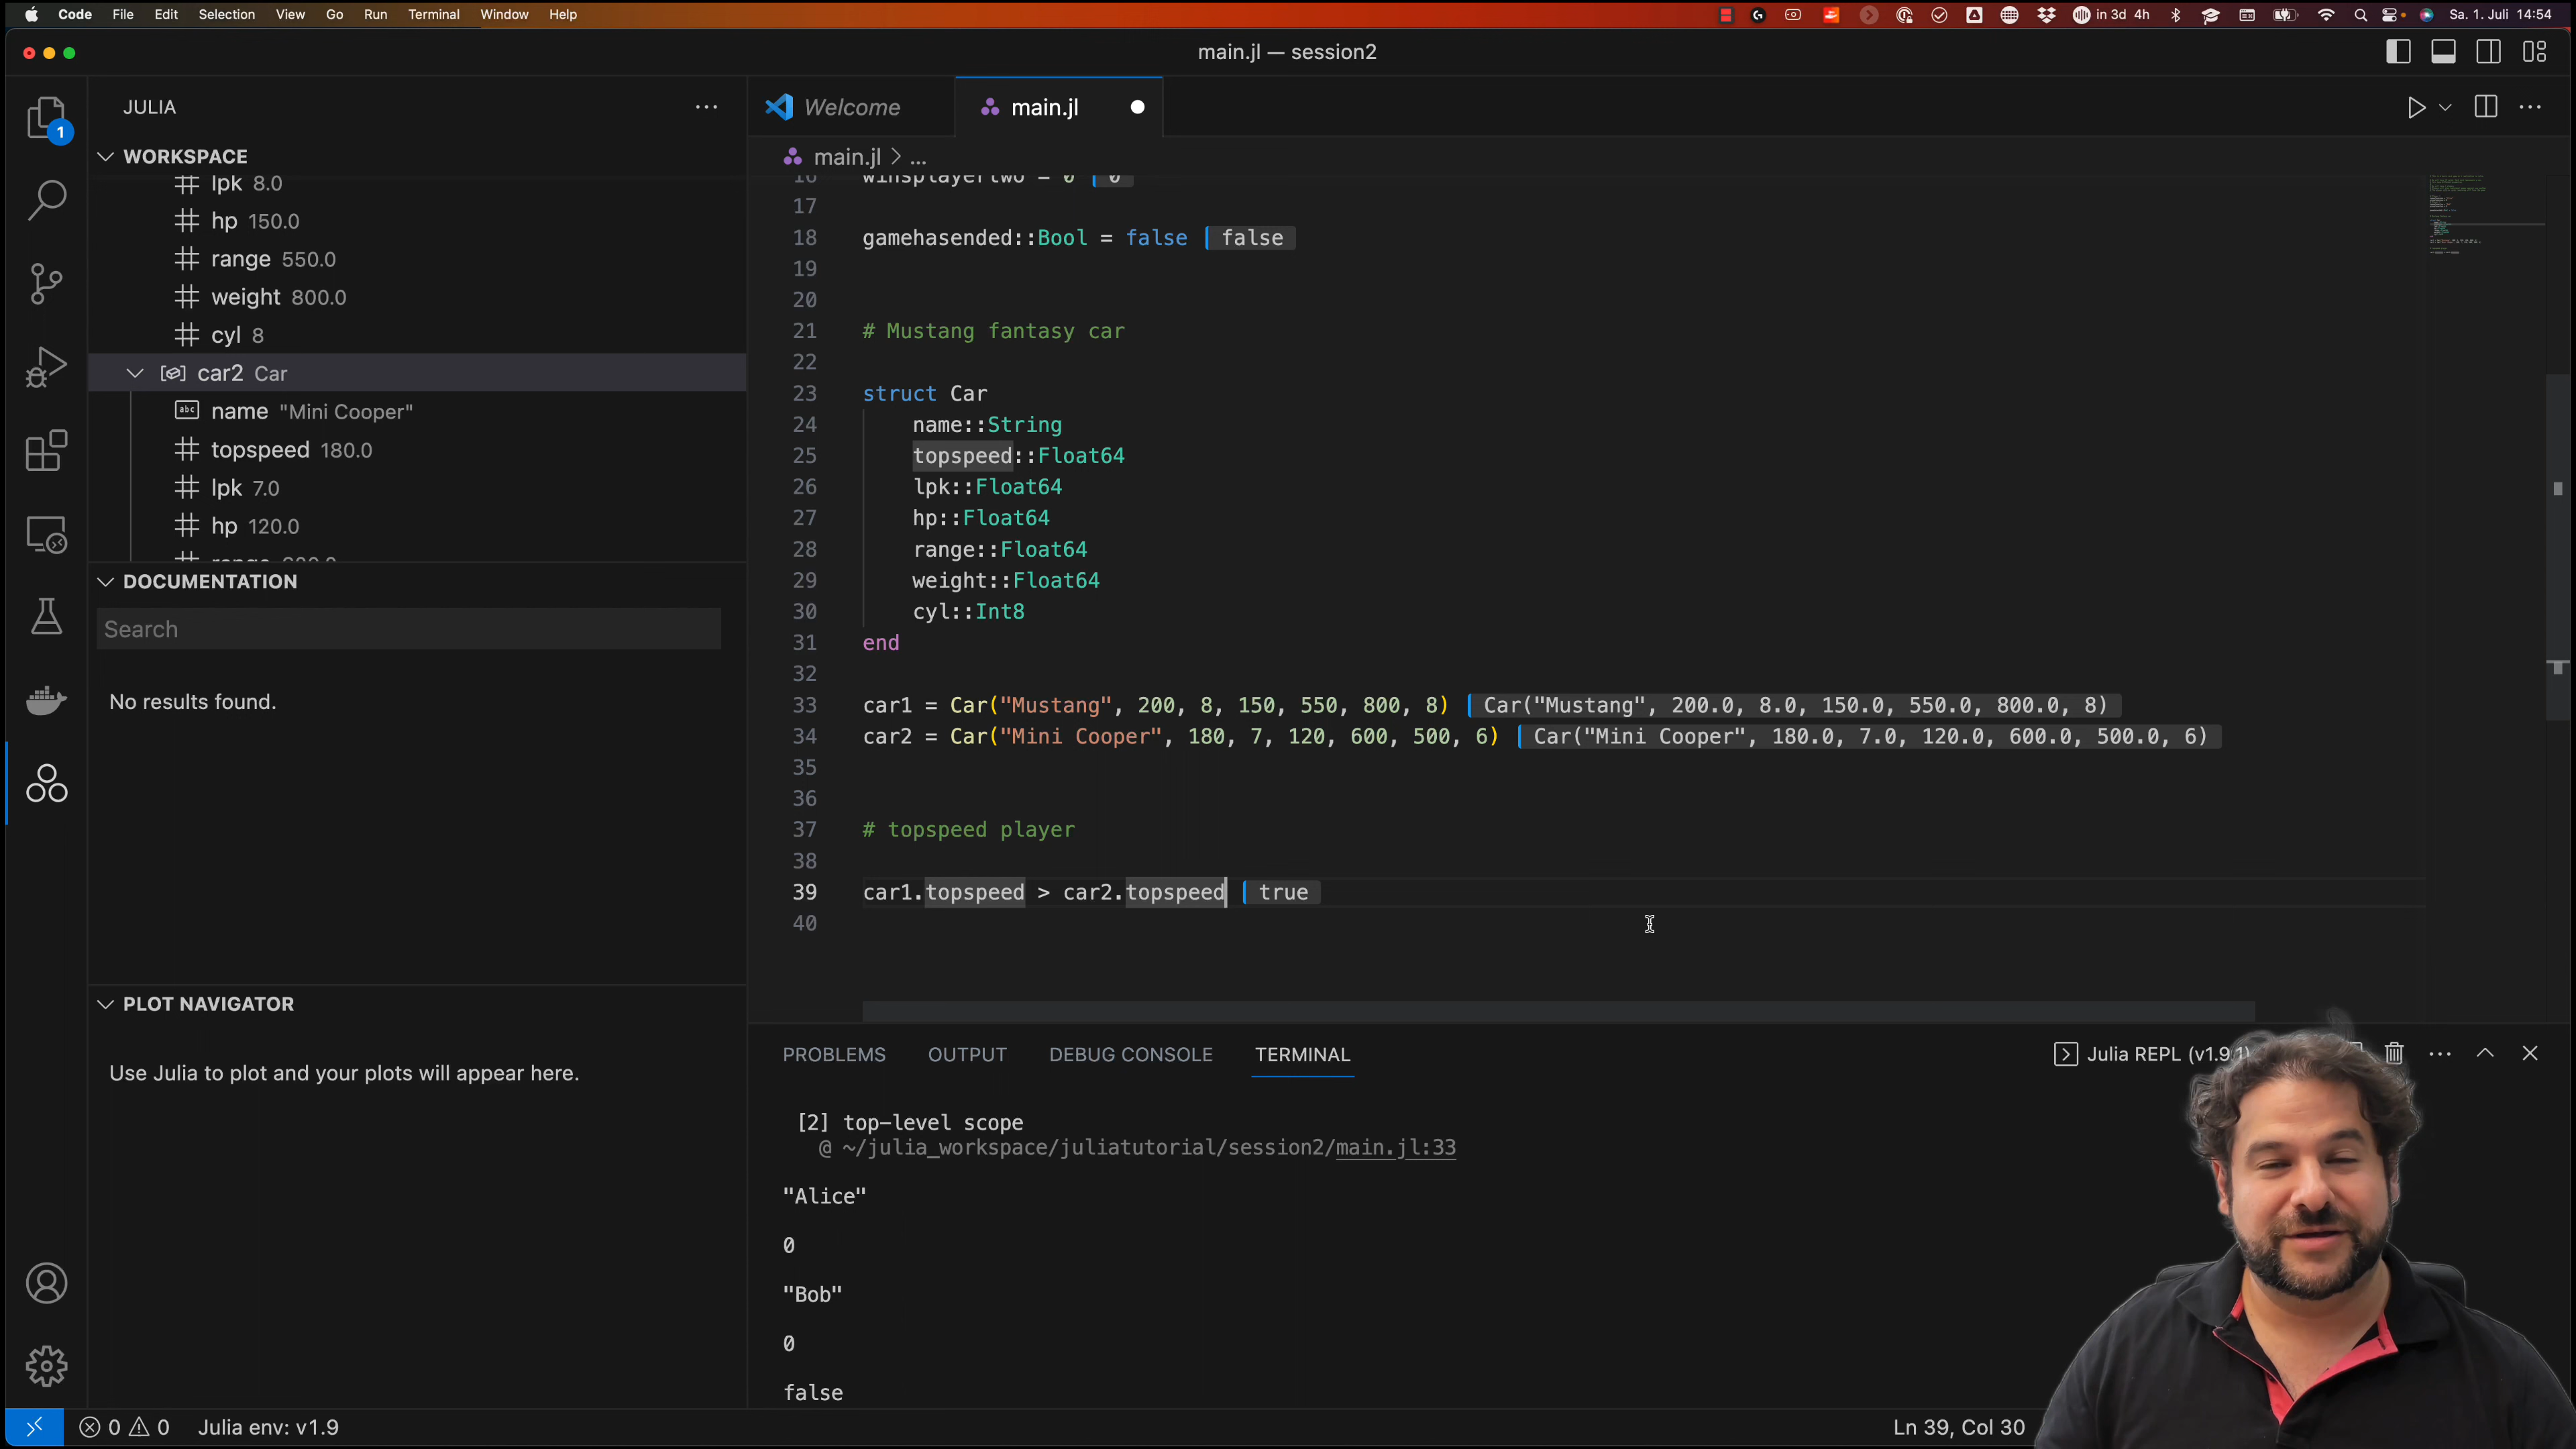 Code File Edit Selection View Go Run Terminal Window Help in 3d 4h Sa. 1. Juli 14:54
main.jl — session2
JULIA
Welcome
main.jl
1
WORKSPACE
main.jl > ...
lpk 8.0
hp 150.0
range 550.0
weight 800.0
cyl 8
car2 Car
name "Mini Cooper"
topspeed 180.0
lpk 7.0
hp 120.0
DOCUMENTATION
Search
No results found.
PLOT NAVIGATOR
Use Julia to plot and your plots will appear here.
16 winsplayertwo = 0 0
17
18 gamehasended::Bool = false false
19
20
21 # Mustang fantasy car
22
23 struct Car
24 name::String
25 topspeed::Float64
26 lpk::Float64
27 hp::Float64
28 range::Float64
29 weight::Float64
30 cyl::Int8
31 end
32
33 car1 = Car("Mustang", 200, 8, 150, 550, 800, 8) Car("Mustang", 200.0, 8.0, 150.0, 550.0, 800.0, 8)
34 car2 = Car("Mini Cooper", 180, 7, 120, 600, 500, 6) Car("Mini Cooper", 180.0, 7.0, 120.0, 600.0, 500.0, 6)
35
36
37 # topspeed player
38
39 car1.topspeed > car2.topspeed true
40
PROBLEMS OUTPUT DEBUG CONSOLE TERMINAL Julia REPL (v1.9.1)
[2] top-level scope
@ ~/julia_workspace/juliatutorial/session2/main.jl:33
"Alice"
0
"Bob"
0
false
0 0 Julia env: v1.9 Ln 39, Col 30